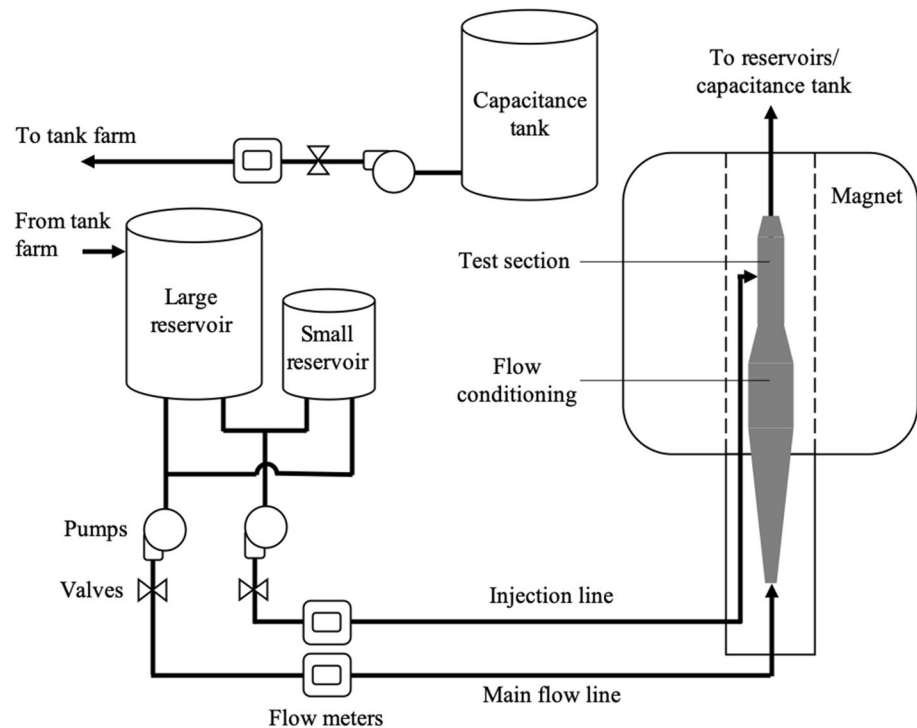 To reservoirs/
capacitance tank
Capacitance
tank
To tank farm
Magnet
From tank
farm
Test section
Large
reservoir
Small
reservoir
Flow
conditioning
Pumps
Valves
Injection line
Main flow line
Flow meters